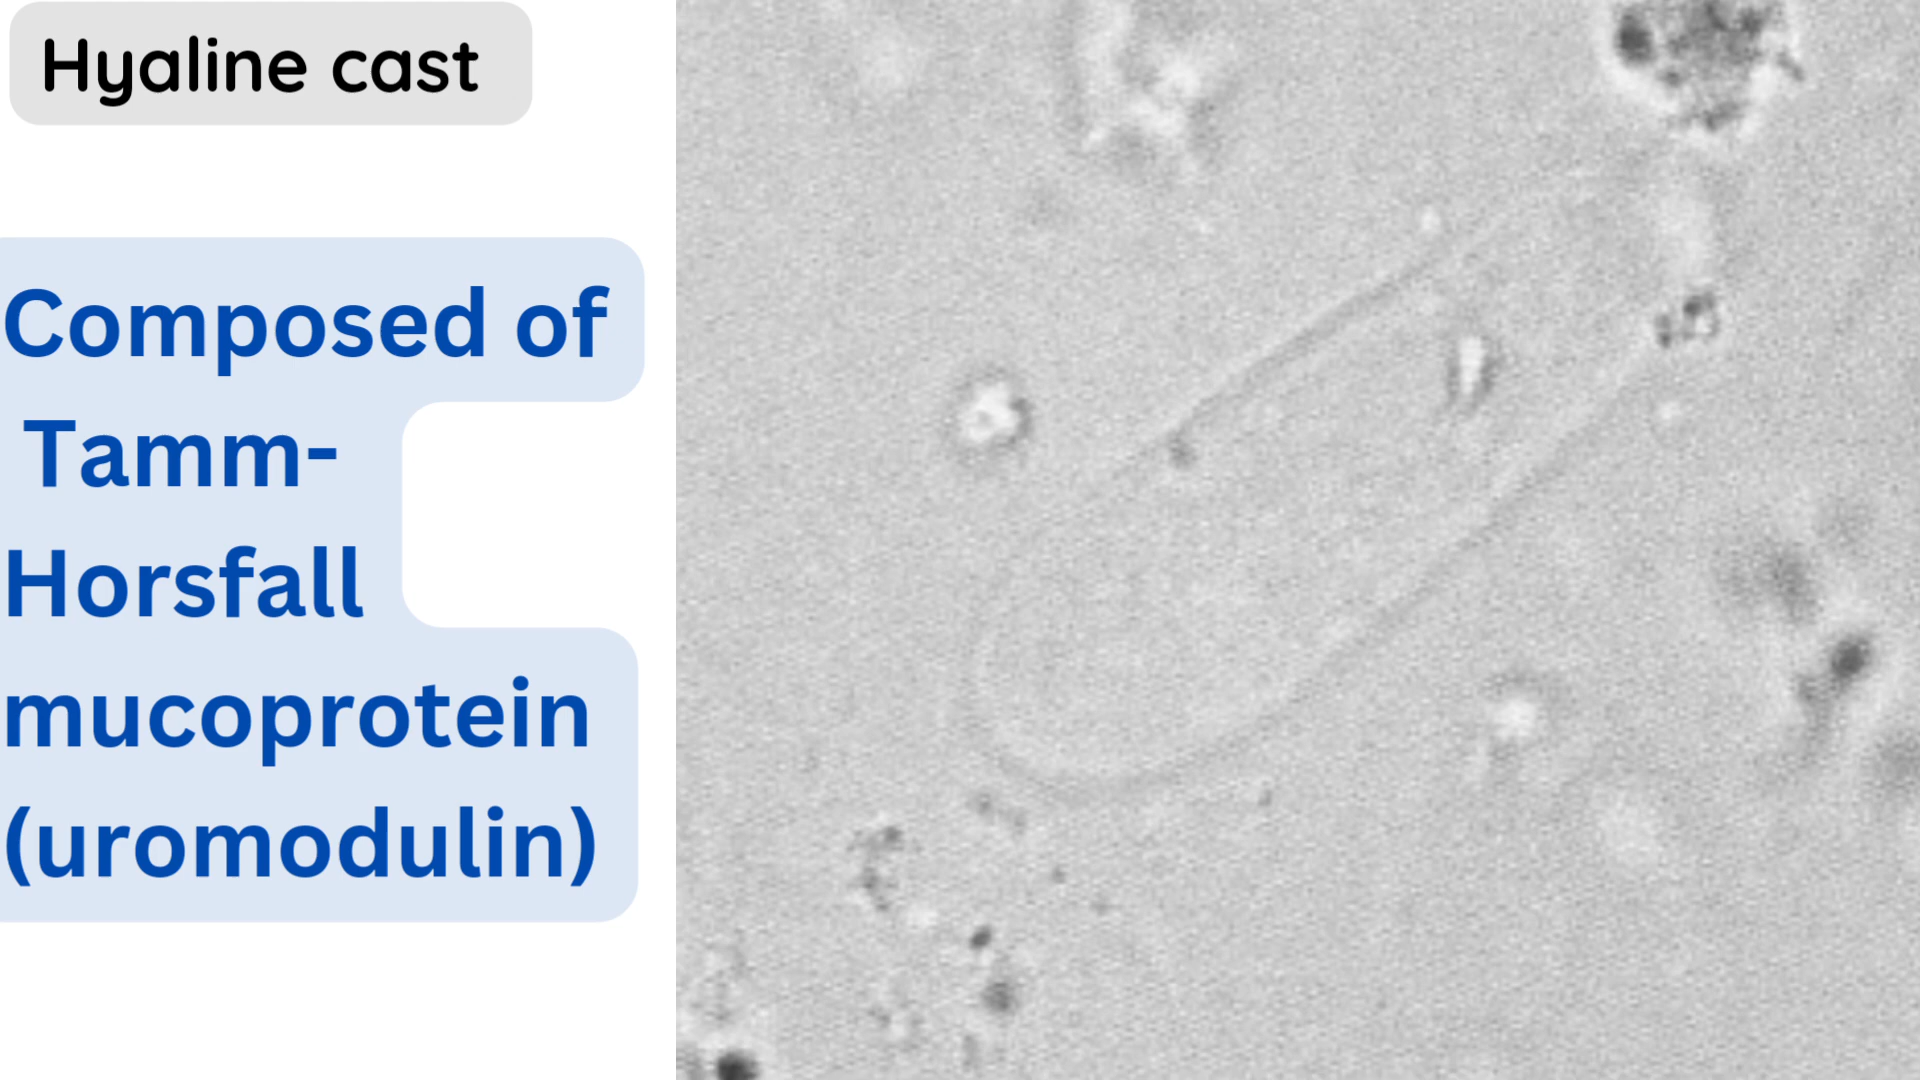 Hyaline cast
Composed of
Tamm-
Horsfall
mucoprotein
(uromodulin)